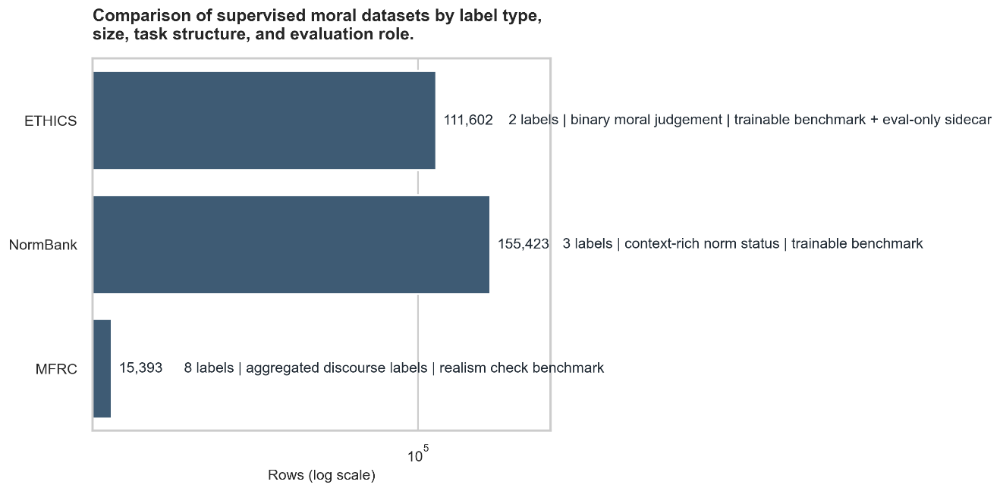 Comparison of supervised moral datasets by label type,
size, task structure, and evaluation role.
ETHICS
111,602 2 labels | binary moral judgement | trainable benchmark + eval-only sidecar
NormBank
155,423 3 labels | context-rich norm status | trainable benchmark
MFRC
15,393 8 labels | aggregated discourse labels | realism check benchmark
10^5
Rows (log scale)